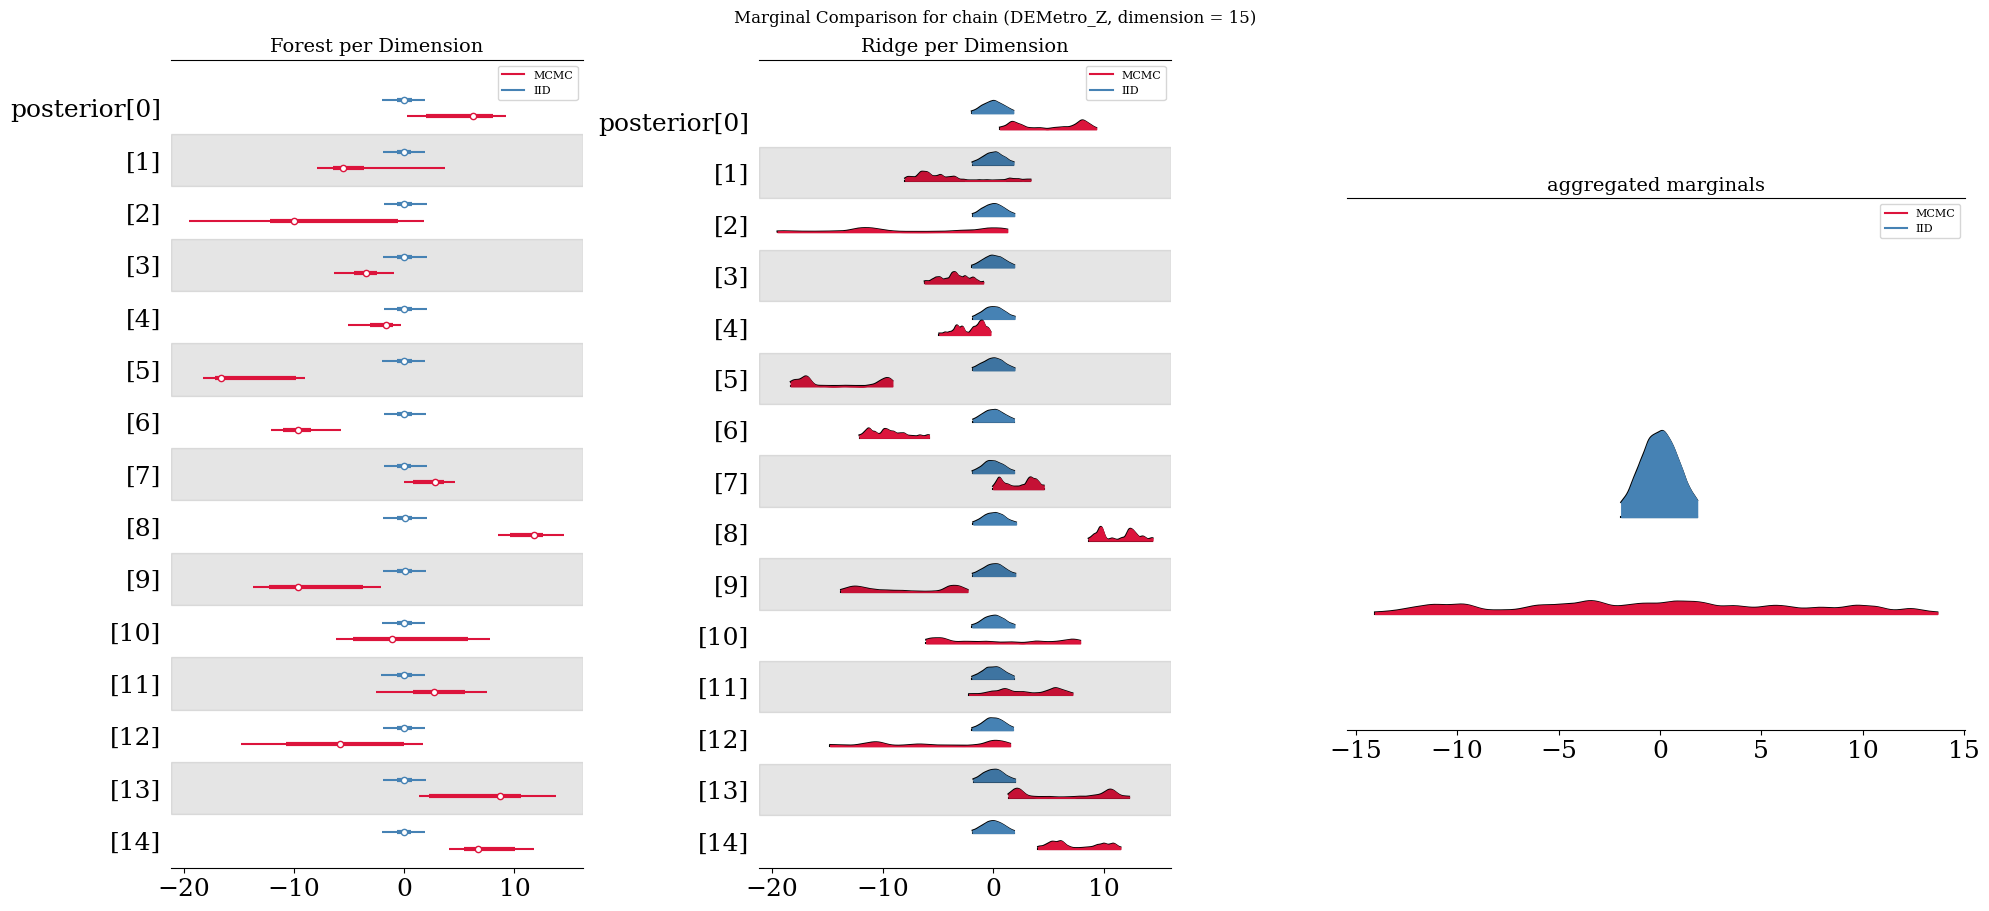 Marginal Comparison for chain (DEMetro_Z, dimension = 15)
Forest per Dimension
MCMC
IID
posterior[0]
[1]
[2]
[3]
[4]
[5]
[6]
[7]
[8]
[9]
[10]
[11]
[12]
[13]
[14]
−20 −10 0 10
Ridge per Dimension
MCMC
IID
posterior[0]
[1]
[2]
[3]
[4]
[5]
[6]
[7]
[8]
[9]
[10]
[11]
[12]
[13]
[14]
−20 −10 0 10
aggregated marginals
MCMC
IID
−15 −10 −5 0 5 10 15